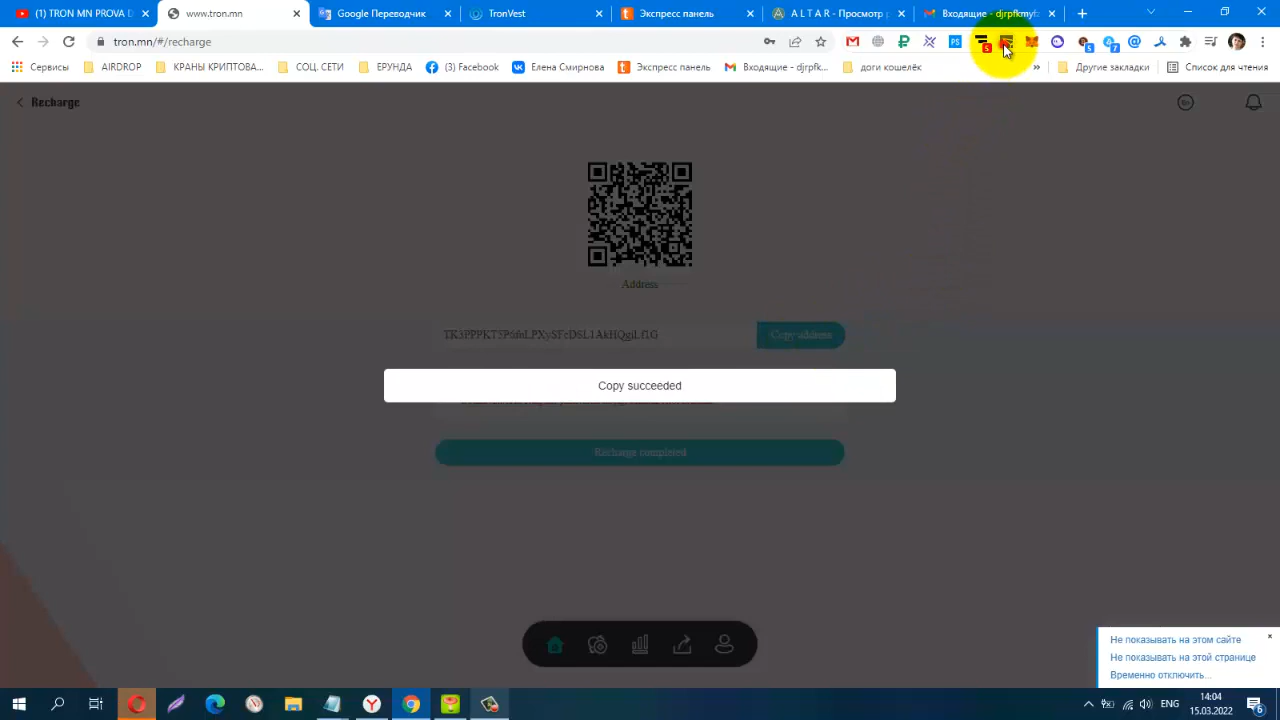 (1) TRON MN PROVA D
www.tron.mn
Google Переводчик
TronVest
Экспресс панель
A L T A R - Просмотр р
Входящие - djrpfkmyf
tron.mn/#/recharge
Сервисы
AIRDROP
КРАНЫ КРИПТОВА...
СОЦ. СЕТИ
ЕРУНДА
(3) Facebook
Елена Смирнова
Экспресс панель
Входящие - djrpfk...
доги кошелёк
»
Другие закладки
Список для чтения
Recharge
Address
Copy address
Copy succeeded
Recharge completed
Не показывать на этом сайте
Не показывать на этой странице
Временно отключить...
ENG
14:04
15.03.2022